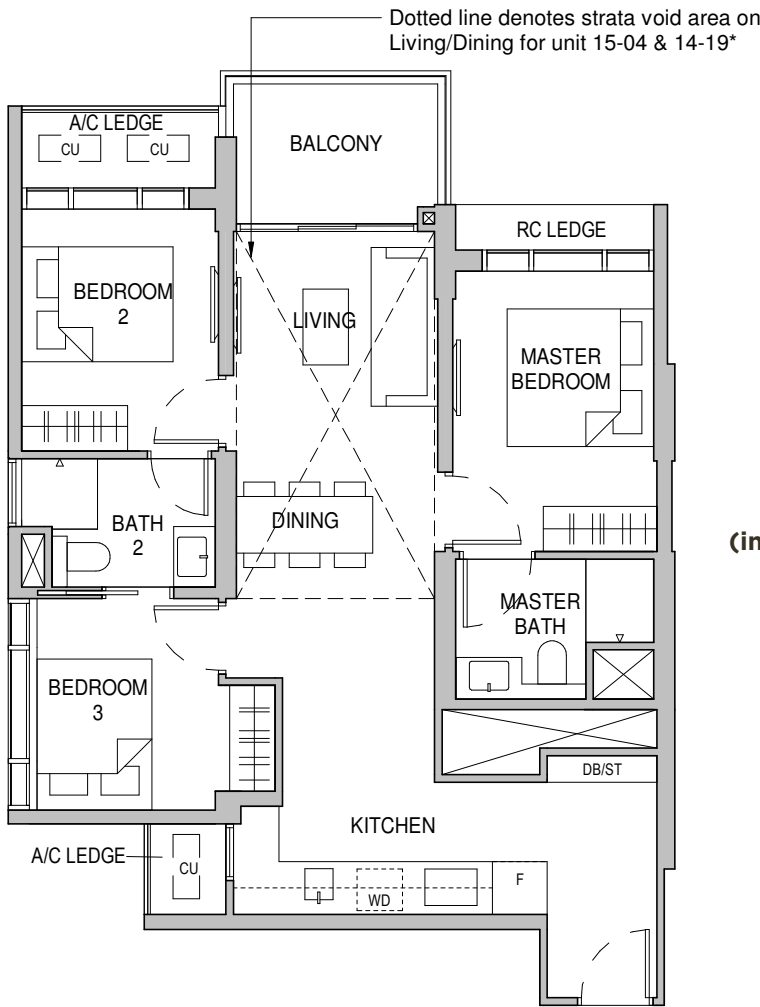 Dotted line denotes strata void area on
Living/Dining for unit 15-04 & 14-19*
A/C LEDGE
CU
CU
BALCONY
RC LEDGE
BEDROOM
2
LIVING
MASTER
BEDROOM
BATH
2
DINING
(in
MASTER
BATH
BEDROOM
3
DB/ST
KITCHEN
A/C LEDGE
CU
WD
F